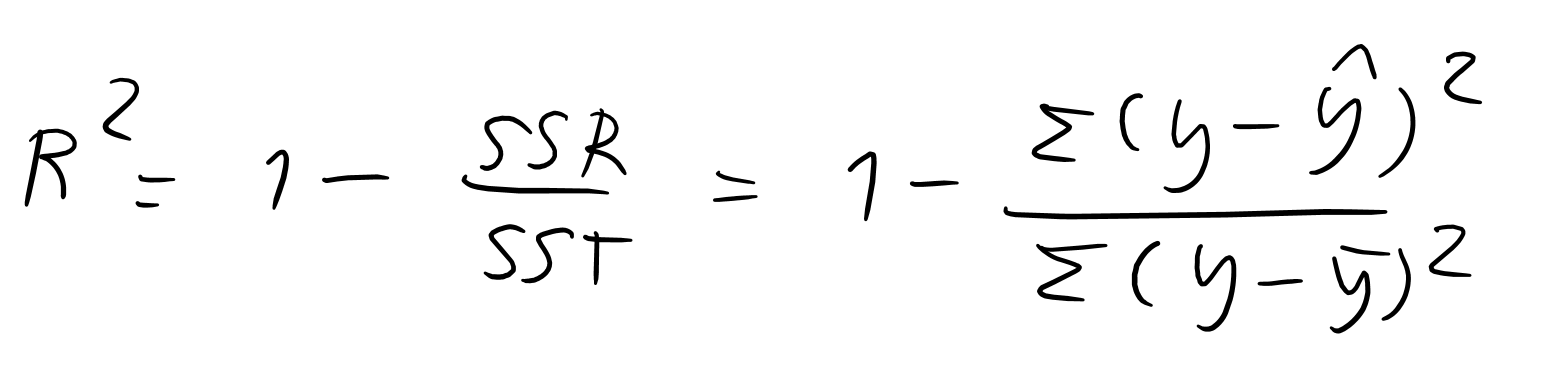 R² = 1 - SSR/SST = 1 - Σ(y - ŷ)²/Σ(y - ȳ)²